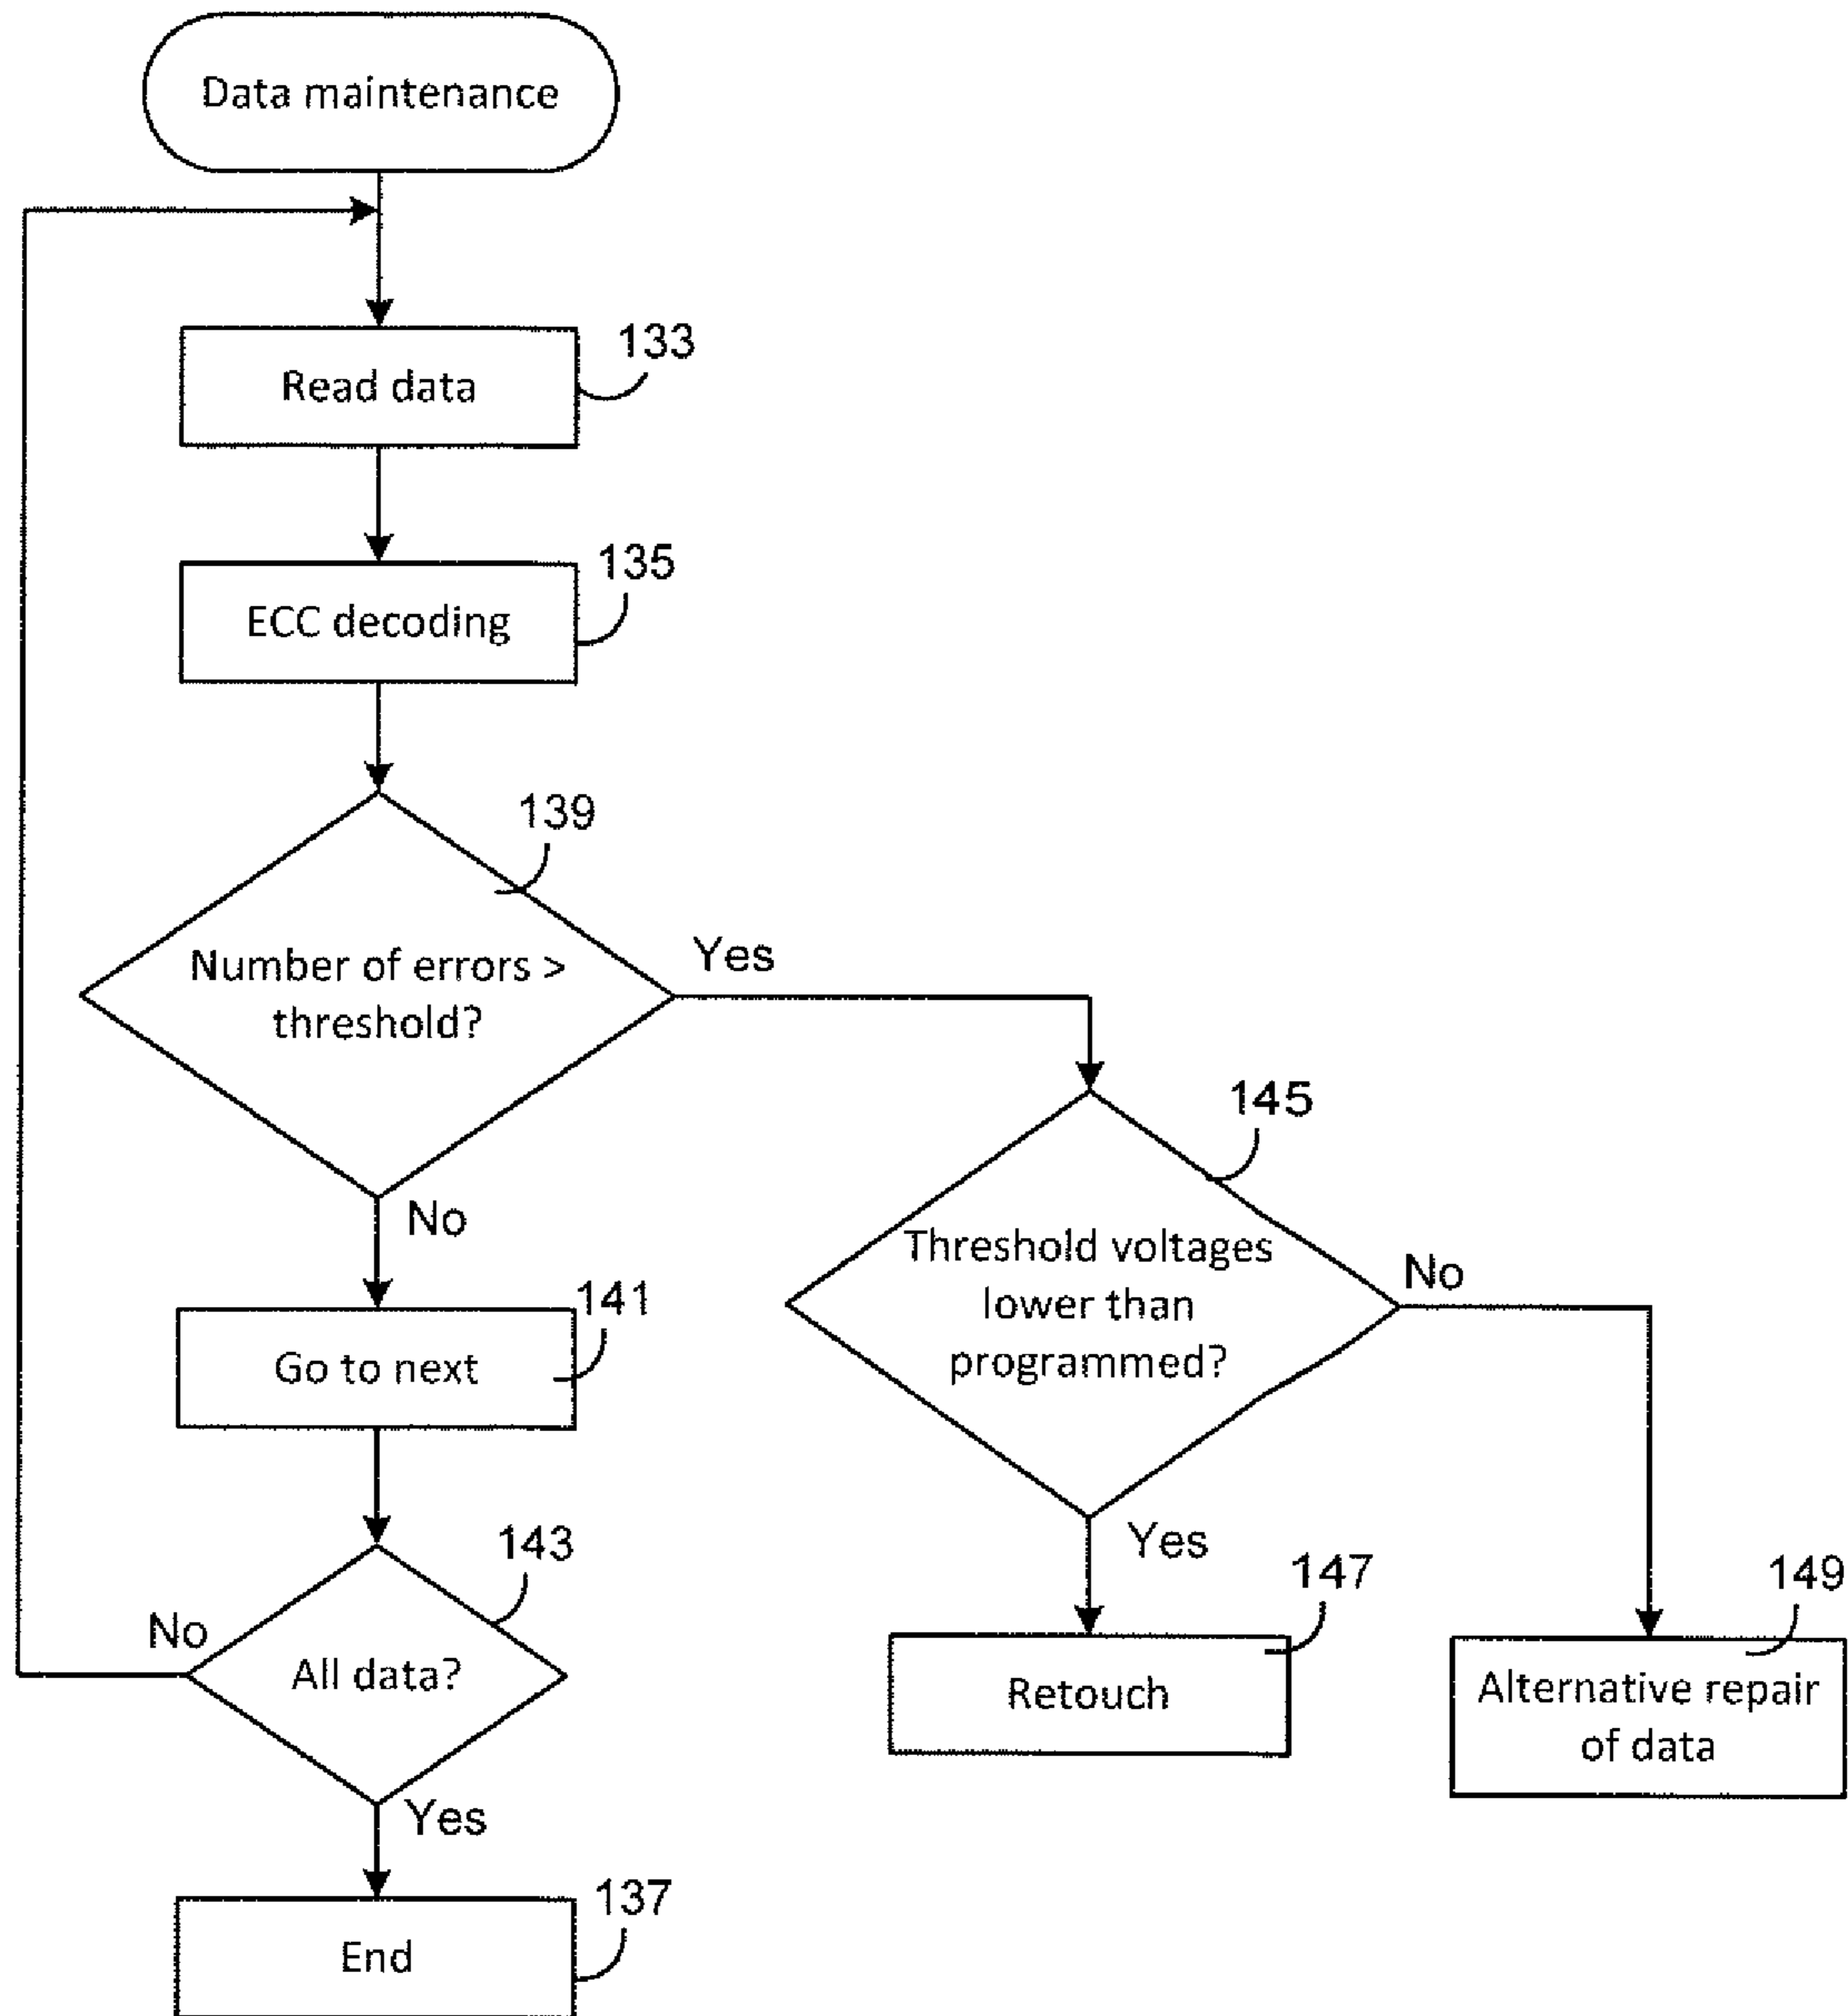 Data maintenance
133
Read data
135
ECC decoding
139
Number of errors >
threshold?
Yes
No
145
Threshold voltages
lower than
programmed?
No
Yes
141
Go to next
143
No
All data?
Yes
147
Retouch
149
Alternative repair
of data
137
End